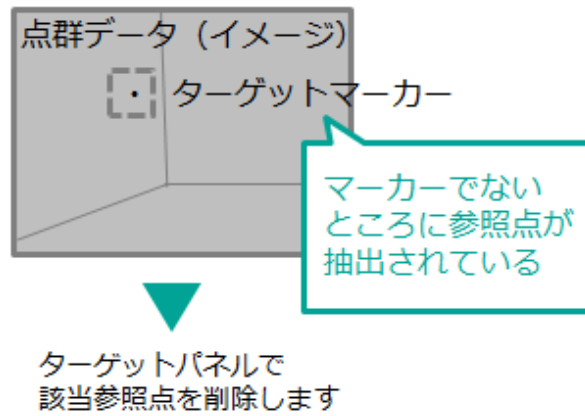 点群データ（イメージ）
ターゲットマーカー
マーカーでない
ところに参照点が
抽出されている
ターゲットパネルで
該当参照点を削除します